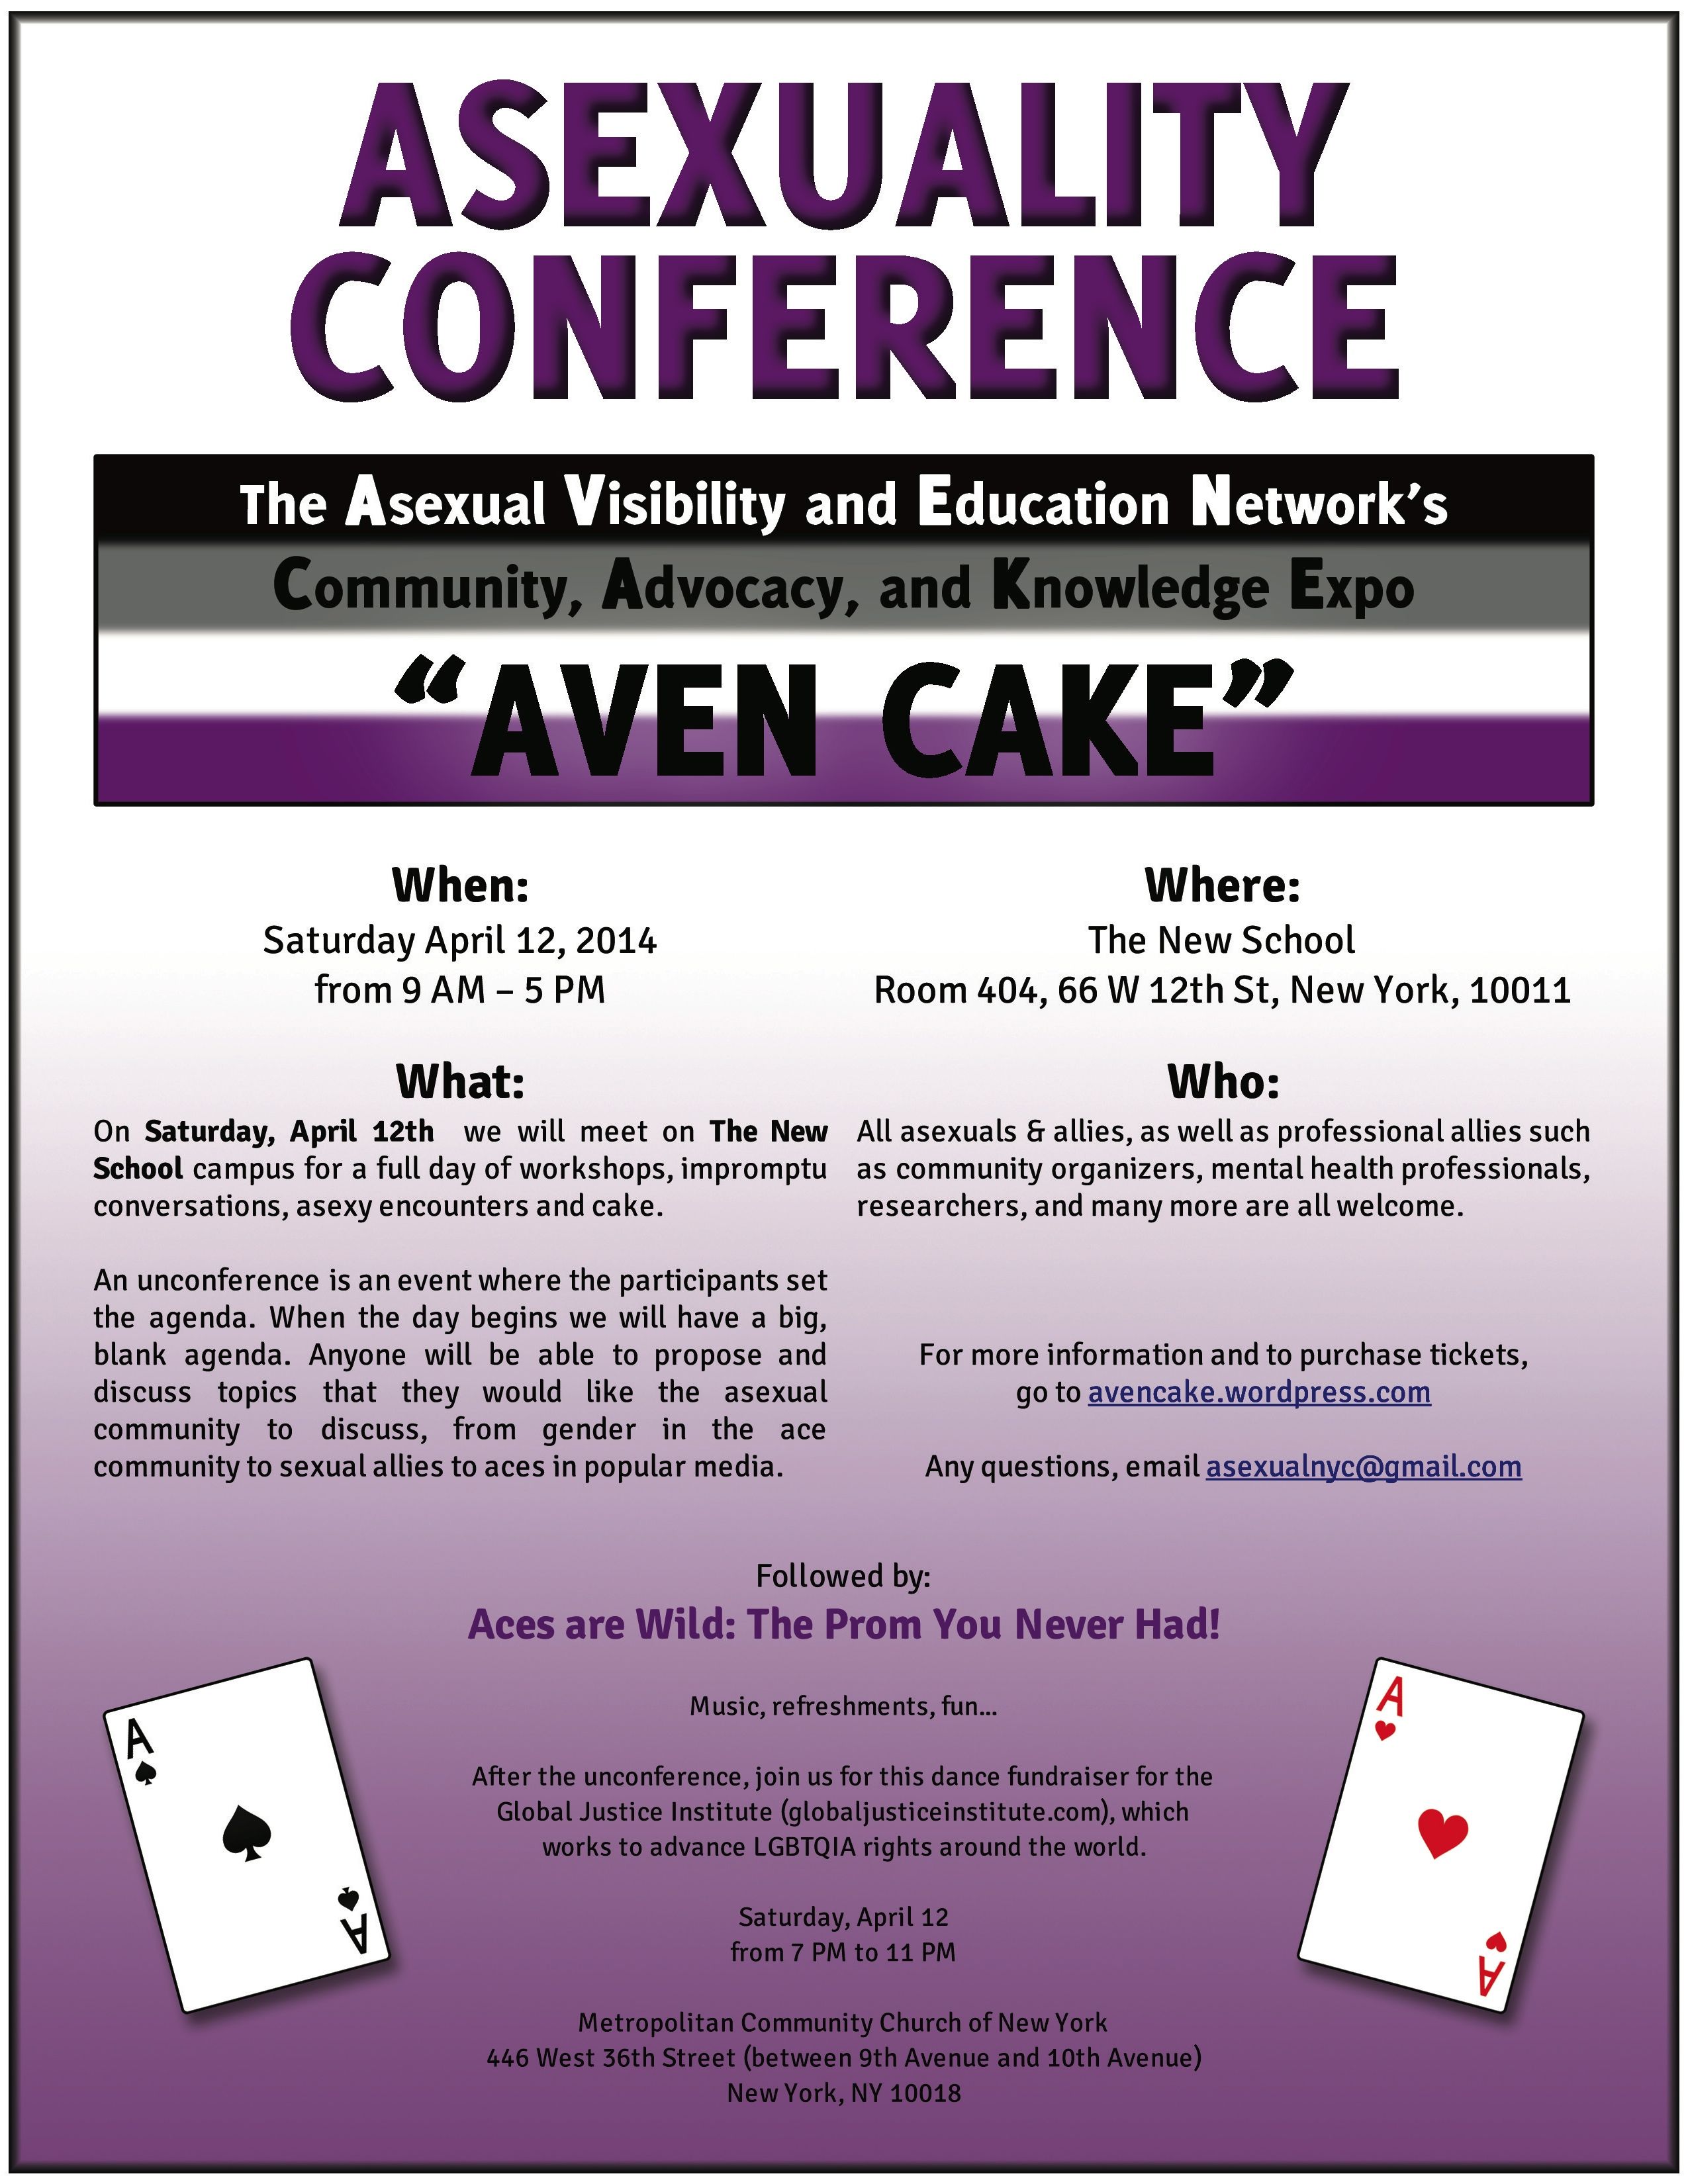 ASEXUALITY
CONFERENCE
The Asexual Visibility and Education Network’s
Community, Advocacy, and Knowledge Expo
“AVEN CAKE”
When:
Saturday April 12, 2014
from 9 AM – 5 PM
Where:
The New School
Room 404, 66 W 12th St, New York, 10011
What:
On Saturday, April 12th we will meet on The New
School campus for a full day of workshops, impromptu
conversations, asexy encounters and cake.
An unconference is an event where the participants set
the agenda. When the day begins we will have a big,
blank agenda. Anyone will be able to propose and
discuss topics that they would like the asexual
community to discuss, from gender in the ace
community to sexual allies to aces in popular media.
Who:
All asexuals & allies, as well as professional allies such
as community organizers, mental health professionals,
researchers, and many more are all welcome.
For more information and to purchase tickets,
go to avencake.wordpress.com
Any questions, email asexualnyc@gmail.com
Followed by:
Aces are Wild: The Prom You Never Had!
Music, refreshments, fun...
After the unconference, join us for this dance fundraiser for the
Global Justice Institute (globaljusticeinstitute.com), which
works to advance LGBTQIA rights around the world.
Saturday, April 12
from 7 PM to 11 PM
Metropolitan Community Church of New York
446 West 36th Street (between 9th Avenue and 10th Avenue)
New York, NY 10018
A
A
A
A